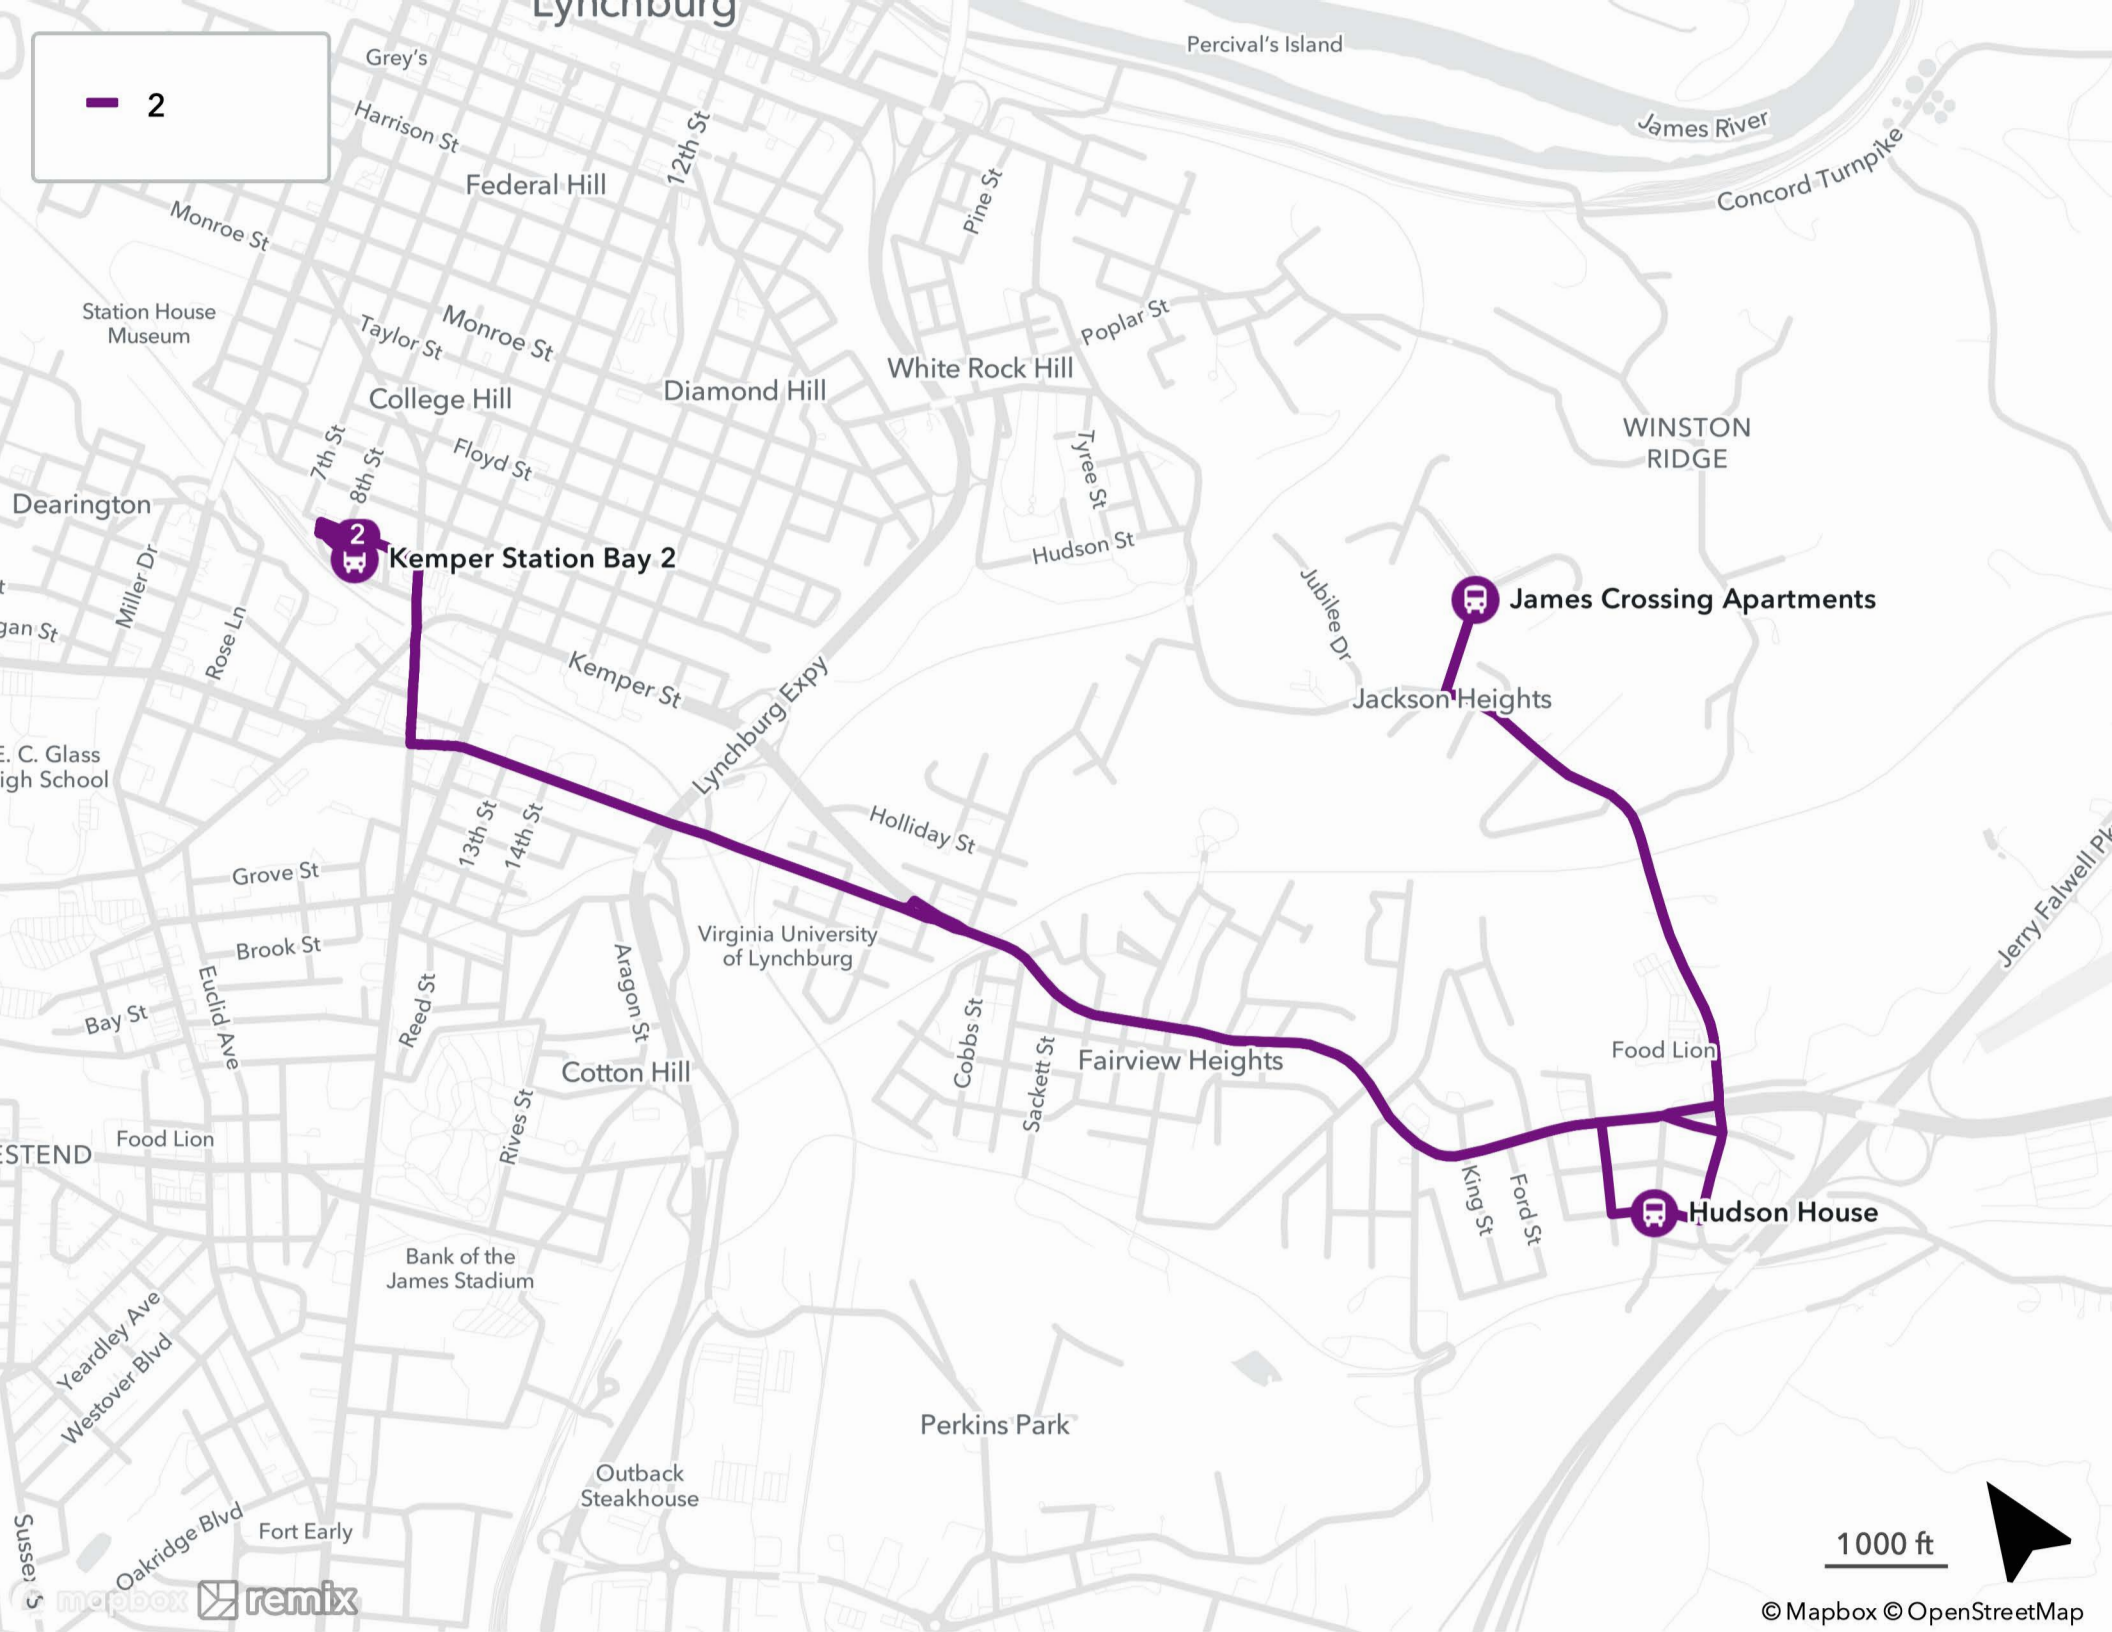 Lynchburg
Percival's Island
Grey's
2
James River
Harrison St
12th St
Concord Turnpike
Federal Hill
Pine St
Monroe St
Station House
Museum
Taylor St
Monroe St
Poplar St
White Rock Hill
Diamond Hill
College Hill
WINSTON
RIDGE
7th St
8th St
Floyd St
Tyree St
Dearington
2
Kemper Station Bay 2
Hudson St
Miller Dr
Jubilee Dr
James Crossing Apartments
gan St
Rose Ln
Kemper St
Lynchburg Expy
Jackson Heights
E. C. Glass
igh School
13th St
14th St
Holliday St
Grove St
Jerry Falwell Pk
Virginia University
of Lynchburg
Brook St
Aragon St
Euclid Ave
Reed St
Bay St
Cobbs St
Sackett St
Fairview Heights
Food Lion
Cotton Hill
Rives St
Food Lion
ESTEND
King St
Ford St
Hudson House
Bank of the
James Stadium
Yeardley Ave
Westover Blvd
Perkins Park
Outback
Steakhouse
Sussex S
Oakridge Blvd
Fort Early
1000 ft
mapbox
remix
© Mapbox © OpenStreetMap